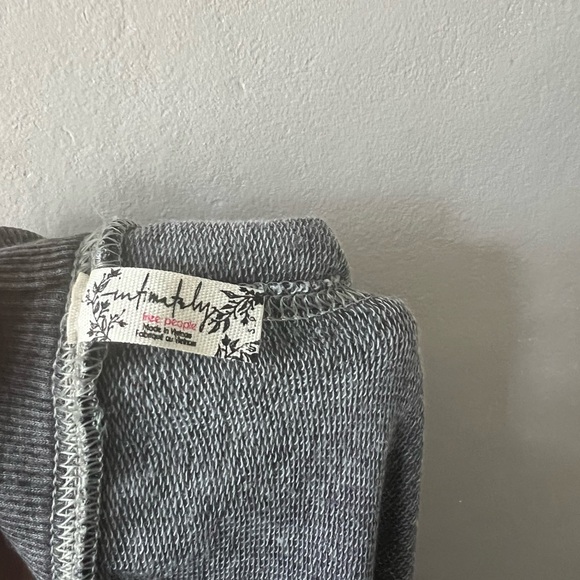 intimately
free people
Made in Vietnam
Fabriqué au Vietnam
S